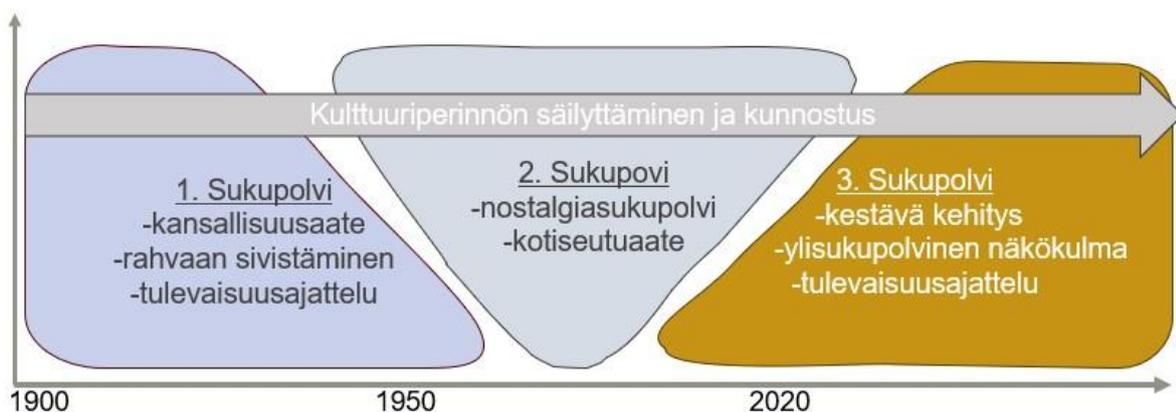 Kulttuuriperinnön säilyttäminen ja kunnostus
1. Sukupolvi
-kansallisuusaate
-rahvaan sivistäminen
-tulevaisuusajattelu
2. Sukupovi
-nostalgiasukupolvi
-kotiseutuaate
3. Sukupolvi
-kestävä kehitys
-ylisukupolvinen näkökulma
-tulevaisuusajattelu
1900
1950
2020